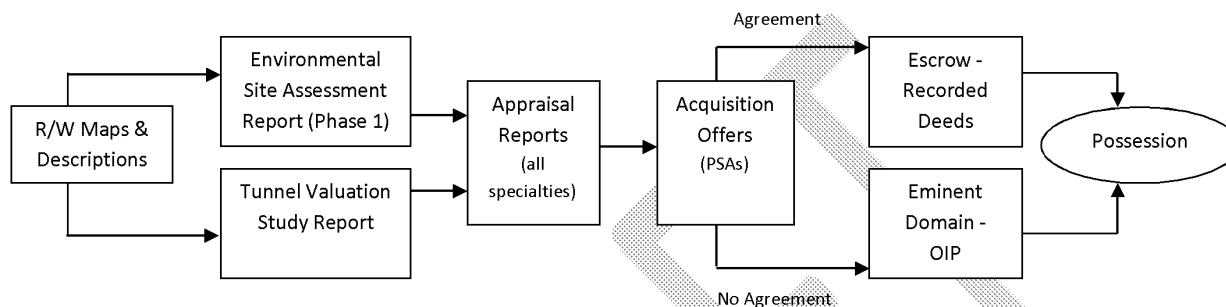 R/W Maps &
Descriptions
Environmental
Site Assessment
Report (Phase 1)
Tunnel Valuation
Study Report
Appraisal
Reports
(all
specialties)
Acquisition
Offers
(PSAs)
Agreement
No Agreement
Escrow -
Recorded
Deeds
Eminent
Domain -
OIP
Possession